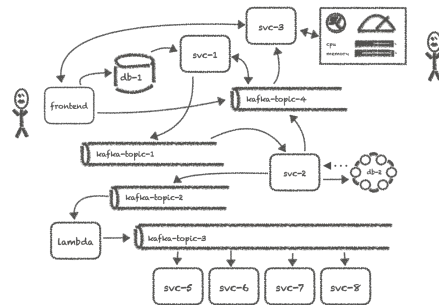 svc-3
cpu
memory
svc-1
db-1
frontend
kafka-topic-4
kafka-topic-1
svc-2
db-2
kafka-topic-2
lambda
kafka-topic-3
svc-5
svc-6
svc-7
svc-8